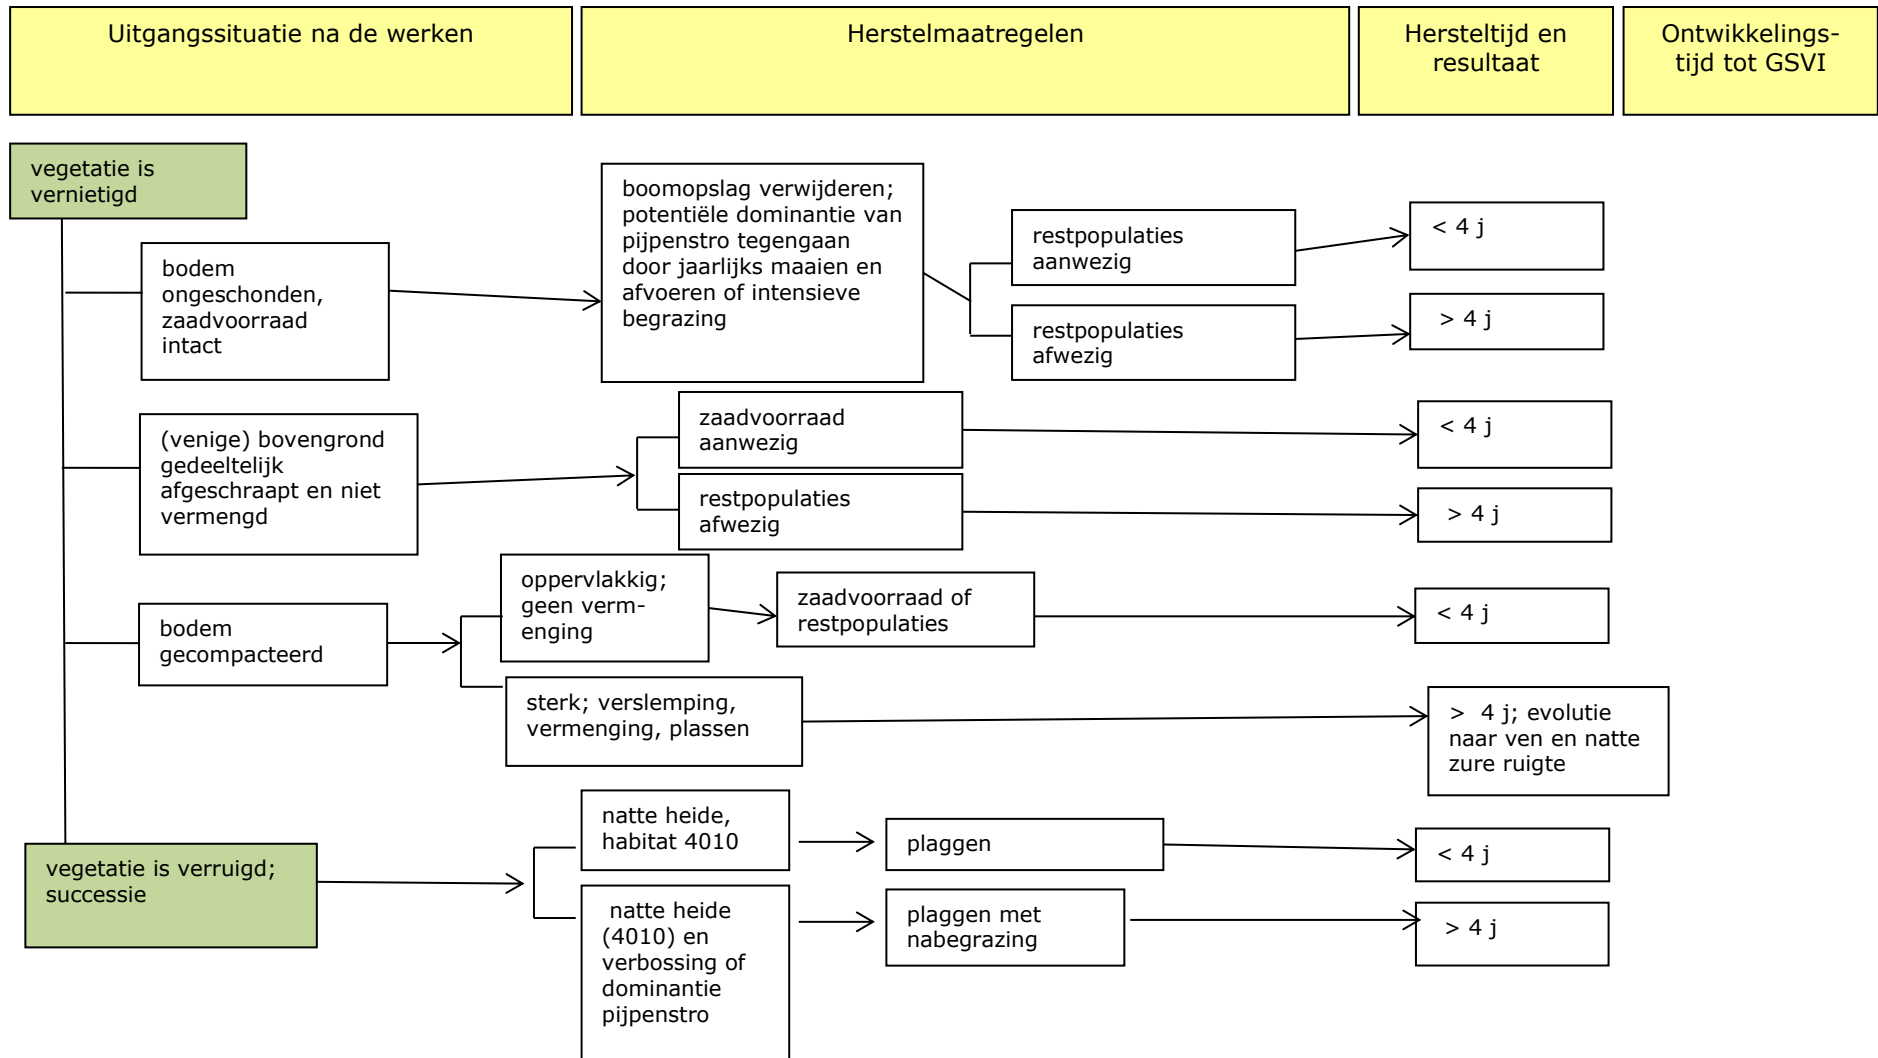 Uitgangssituatie na de werken
Herstelmaatregelen
Hersteltijd en
resultaat
Ontwikkelings-
tijd tot GSVI
vegetatie is
vernietigd
bodem
ongeschonden,
zaadvoorraad
intact
boomopslag verwijderen;
potentiële dominantie van
pijpenstro tegengaan
door jaarlijks maaien en
afvoeren of intensieve
begrazing
restpopulaties
aanwezig
< 4 j
restpopulaties
afwezig
> 4 j
(venige) bovengrond
gedeeltelijk
afgeschraapt en niet
vermengd
zaadvoorraad
aanwezig
< 4 j
restpopulaties
afwezig
> 4 j
bodem
gecompacteerd
oppervlakkig;
geen verm-
enging
zaadvoorraad of
restpopulaties
< 4 j
sterk; verslemping,
vermenging, plassen
> 4 j; evolutie
naar ven en natte
zure ruigte
vegetatie is verruigd;
successie
natte heide,
habitat 4010
plaggen
< 4 j
natte heide
(4010) en
verbossing of
dominantie
pijpenstro
plaggen met
nabegrazing
> 4 j